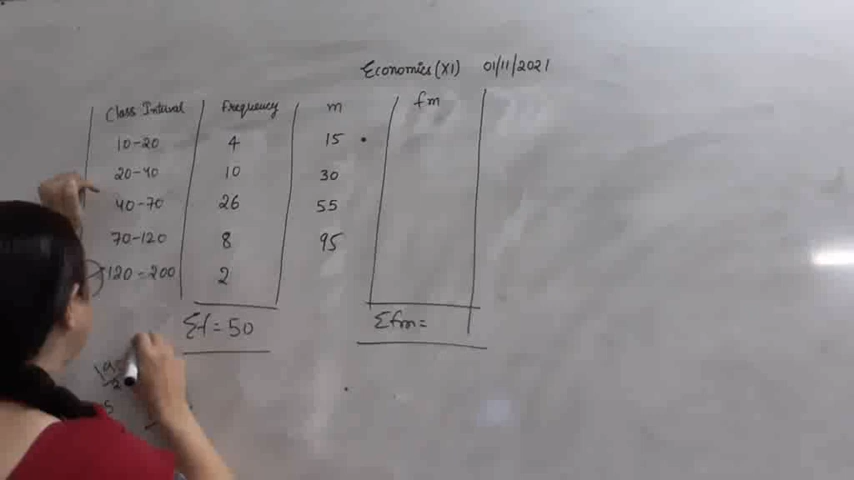 Economics (XI) 01/11/2021
Class Interval Frequency m fm
10-20 4 15
20-40 10 30
40-70 26 55
70-120 8 95
120-200 2
Σf = 50 Σfm =